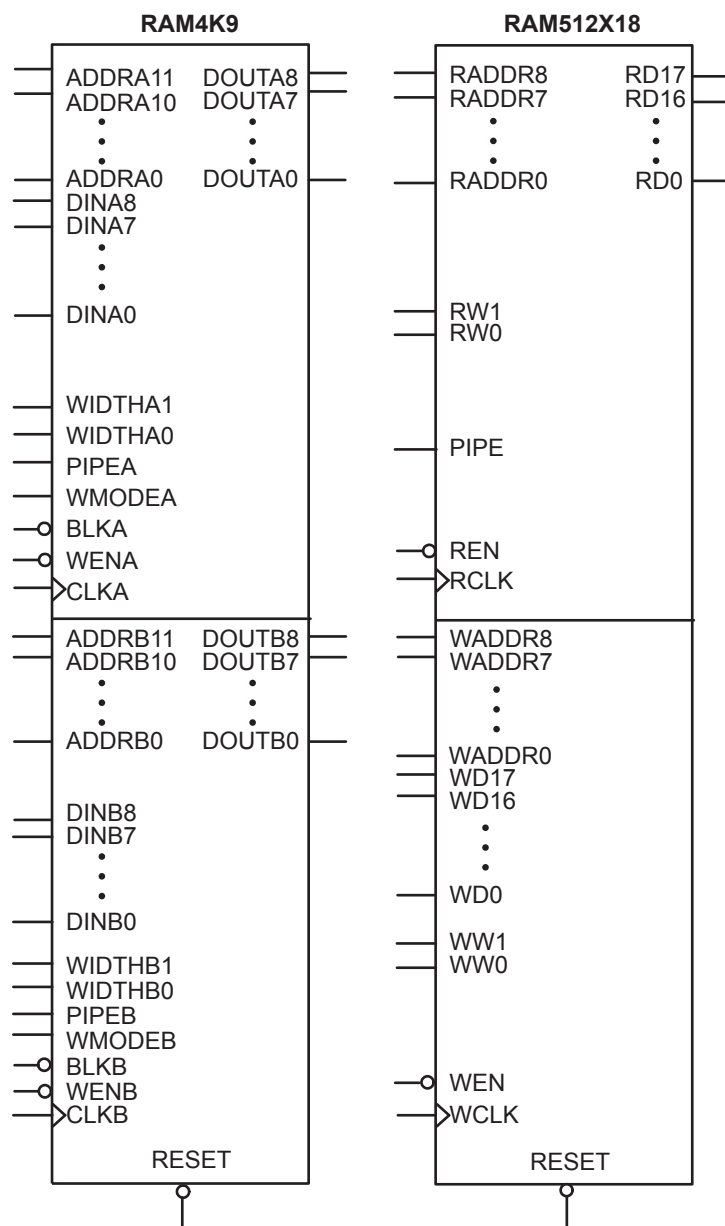 RAM4K9
ADDRA11 DOUTA8
ADDRA10 DOUTA7
ADDRA0 DOUTA0
DINA8
DINA7
DINA0
WIDTHA1
WIDTHA0
PIPEA
WMODEA
BLKA
WENA
CLKA
ADDRB11 DOUTB8
ADDRB10 DOUTB7
ADDRB0 DOUTB0
DINB8
DINB7
DINB0
WIDTHB1
WIDTHB0
PIPEB
WMODEB
BLKB
WENB
CLKB
RESET
RAM512X18
RADDR8 RD17
RADDR7 RD16
RADDR0 RD0
RW1
RW0
PIPE
REN
RCLK
WADDR8
WADDR7
WADDR0
WD17
WD16
WD0
WW1
WW0
WEN
WCLK
RESET